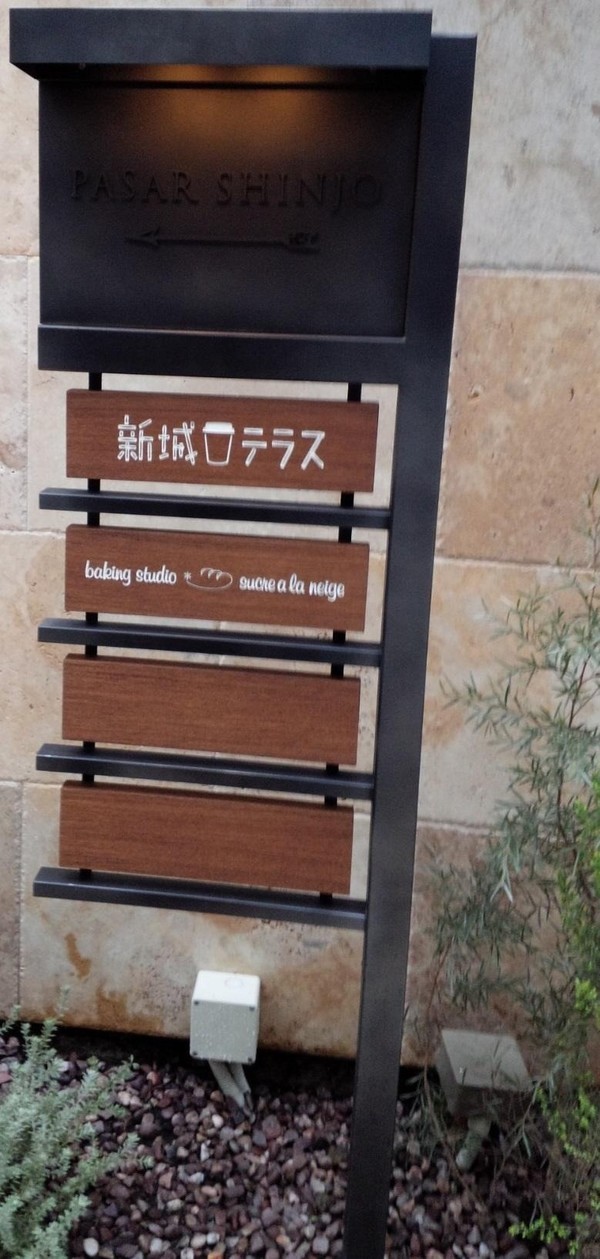 PASAR SHINJO
新城テラス
baking studio sucre a la neige